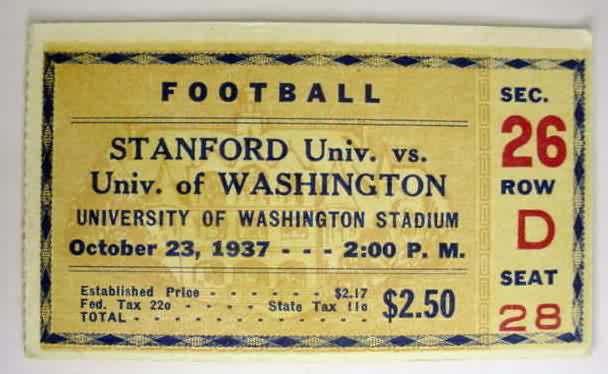 FOOTBALL
STANFORD Univ. vs.
Univ. of WASHINGTON
UNIVERSITY OF WASHINGTON STADIUM
October 23, 1937 - - - 2:00 P. M.
Established Price - - - - - - $2.17
Fed. Tax 22c - - - - State Tax 11c
TOTAL - - - - - - - - - - - -
$2.50
SEC.
26
ROW
D
SEAT
28